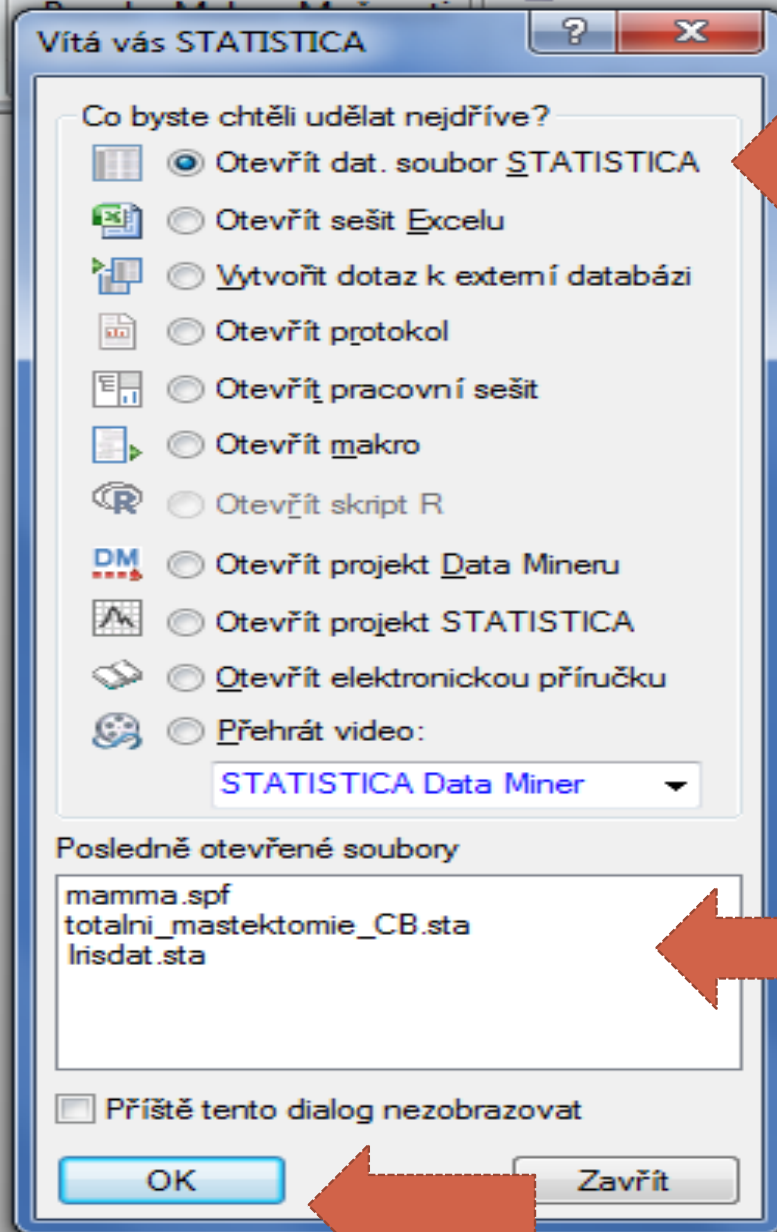 Vítá vás STATISTICA
?
Co byste chtěli udělat nejdříve?
Otevřít dat. soubor STATISTICA
Otevřít sešit Excelu
Vytvořit dotaz k externí databázi
Otevřít protokol
Otevřít pracovní sešit
Otevřít makro
R Otevřít skript R
DM Otevřít projekt Data Mineru
Otevřít projekt STATISTICA
Otevřít elektronickou příručku
Přehrát video:
STATISTICA Data Miner
Posledně otevřené soubory
mamma.spf
totalni_mastektomie_CB.sta
Irisdat.sta
Příště tento dialog nezobrazovat
OK Zavřít